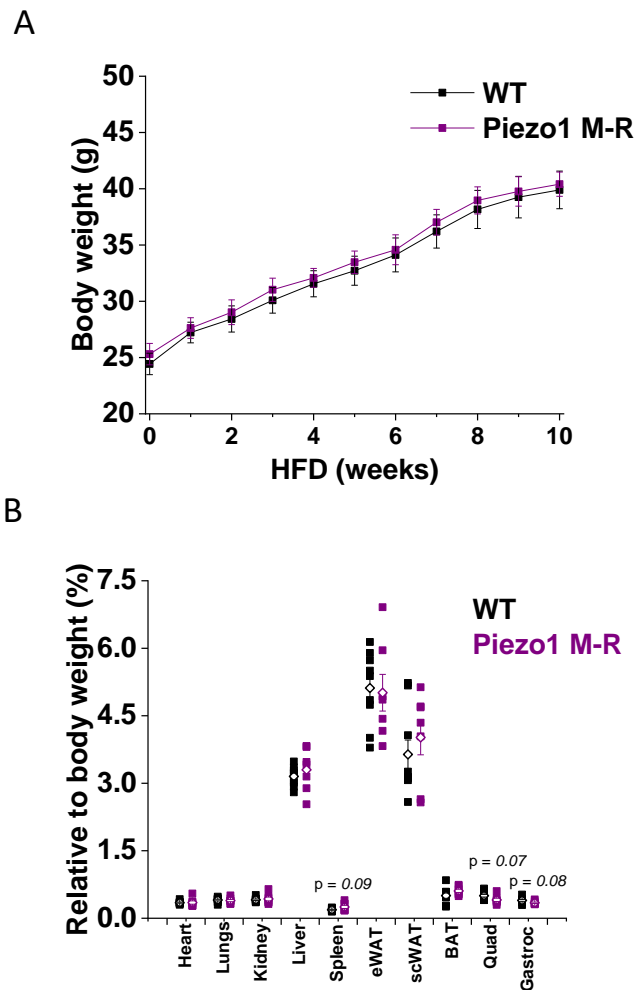 A
50
45
40
35
30
25
20
Body weight (g)
WT
Piezo1 M-R
0 2 4 6 8 10
HFD (weeks)
B
7.5
6.0
4.5
3.0
1.5
0.0
Relative to body weight (%)
WT
Piezo1 M-R
p = 0.09
p = 0.07
p = 0.08
Heart
Lungs
Kidney
Liver
Spleen
eWAT
scWAT
BAT
Quad
Gastroc